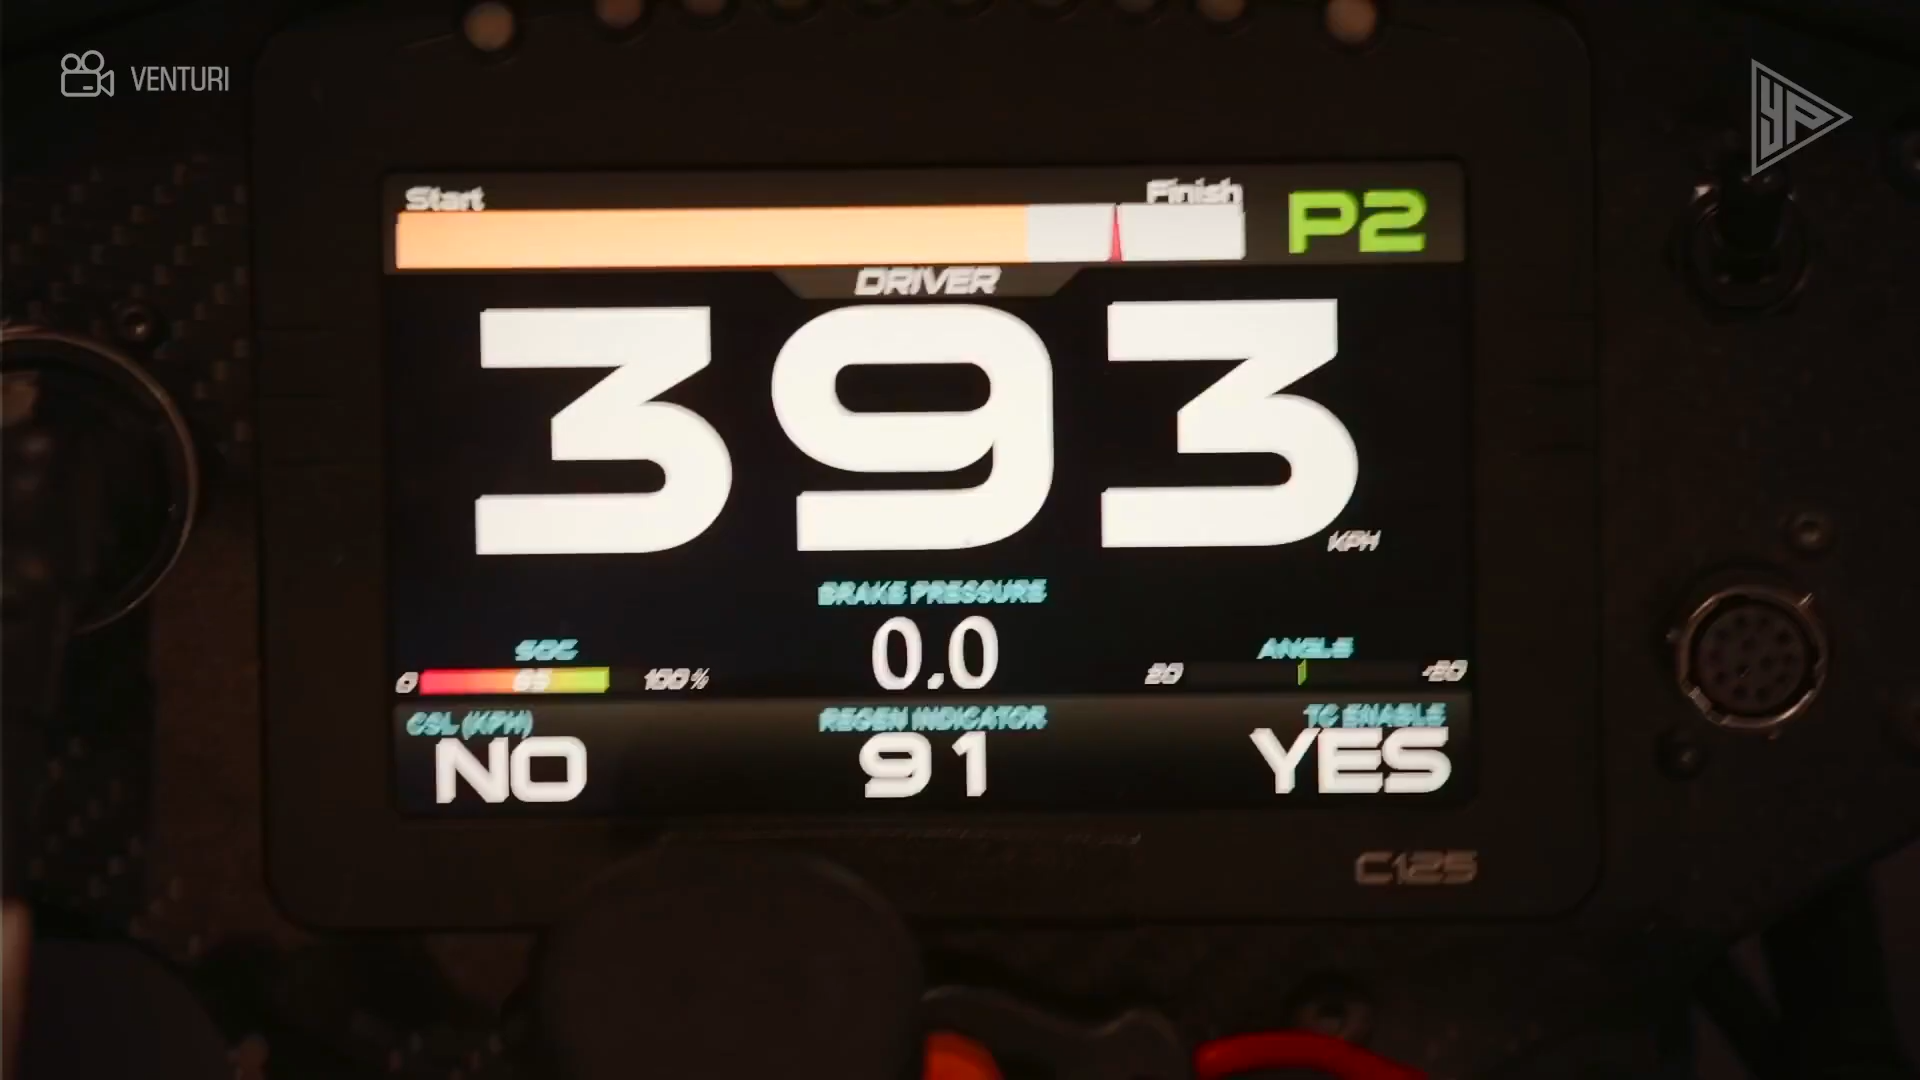 VENTURI
YP
Start
Finish
P2
DRIVER
393
KPH
BRAKE PRESSURE
0.0
SOC
0
100%
ANGLE
20
-20
CSL (KPH)
NO
REGEN INDICATOR
91
TC ENABLE
YES
C125